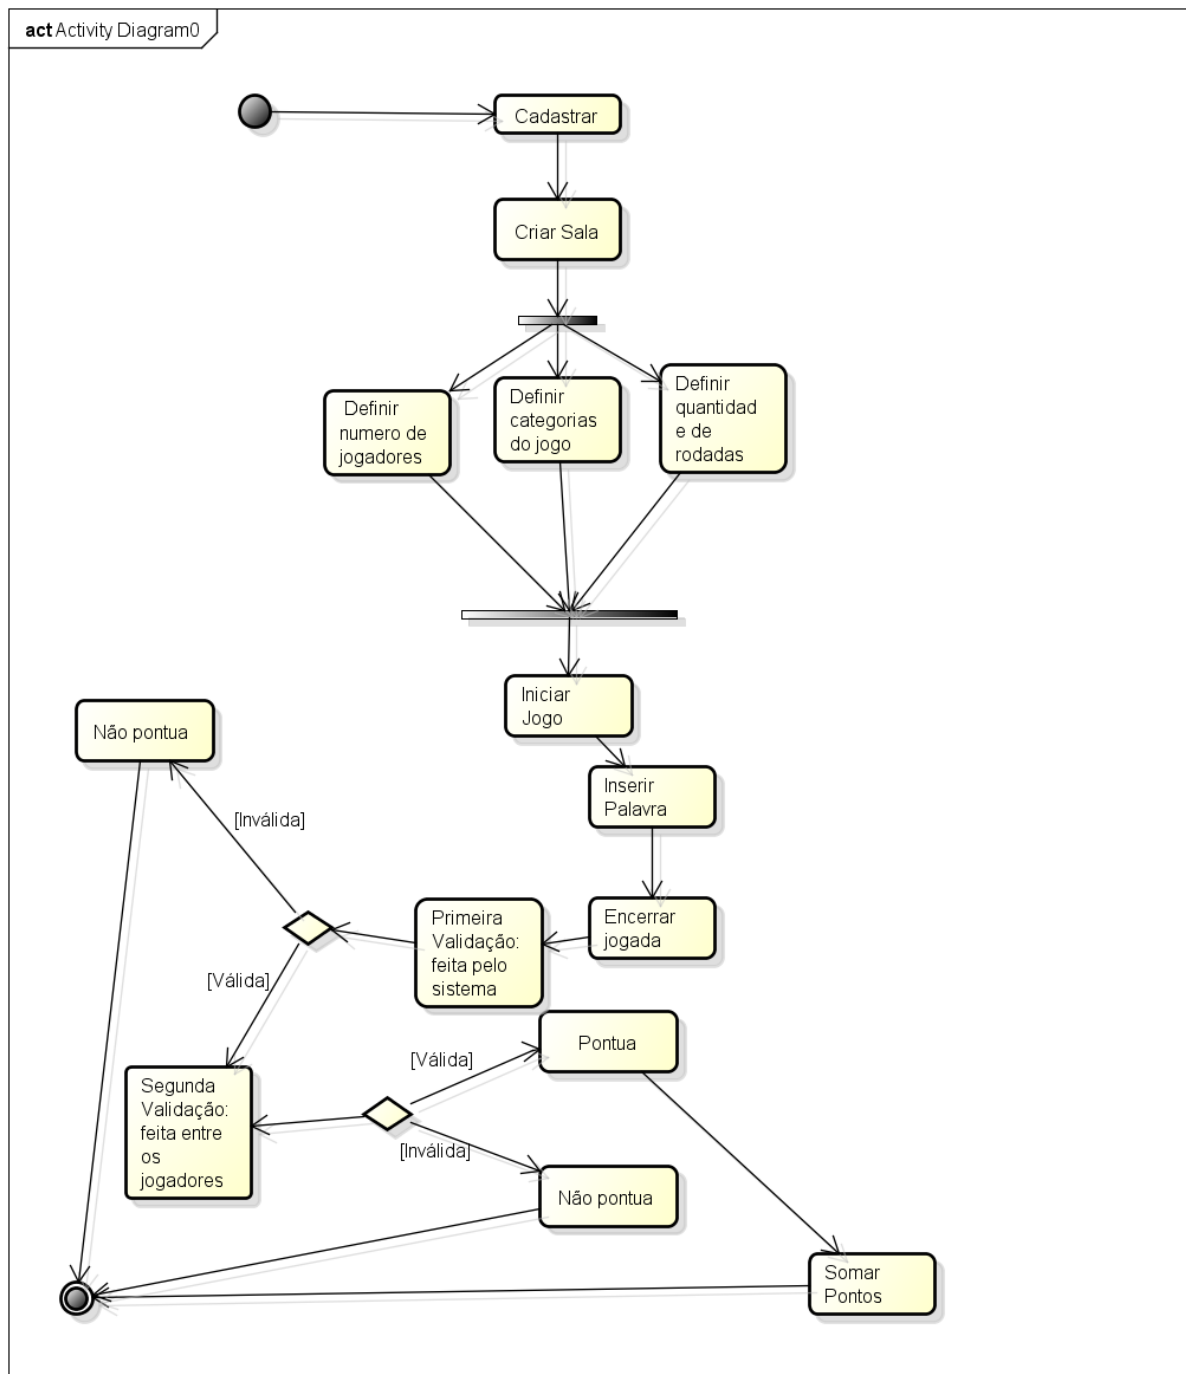 act Activity Diagram0
Cadastrar
Criar Sala
Definir
numero de
jogadores
Definir
categorias
do jogo
Definir
quantidad
e de
rodadas
Iniciar
Jogo
Não pontua
Inserir
Palavra
[Inválida]
Encerrar
jogada
Primeira
Validação:
feita pelo
sistema
[Válida]
Segunda
Validação:
feita entre
os
jogadores
[Válida]
Pontua
[Inválida]
Não pontua
Somar
Pontos